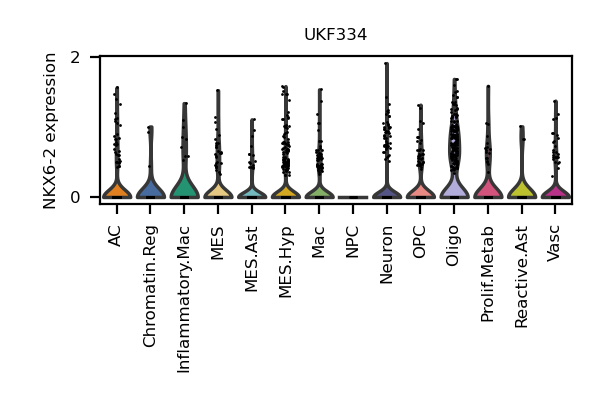 UKF334
NKX6-2 expression
2
0
AC
Chromatin.Reg
Inflammatory.Mac
MES
MES.Ast
MES.Hyp
Mac
NPC
Neuron
OPC
Oligo
Prolif.Metab
Reactive.Ast
Vasc